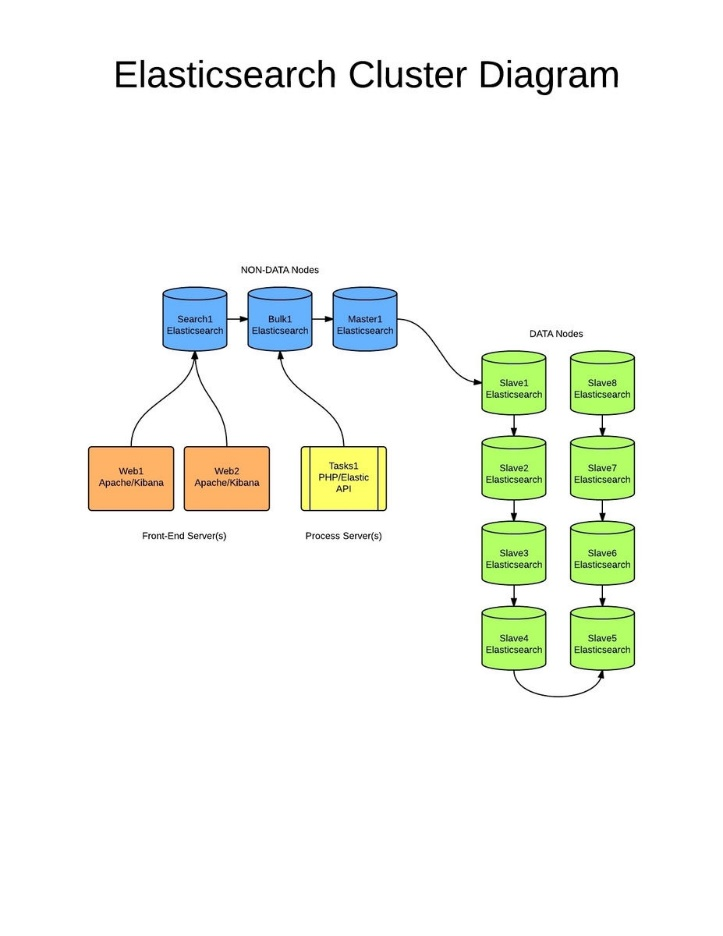 Elasticsearch Cluster Diagram
NON-DATA Nodes
Search1
Elasticsearch
Bulk1
Elasticsearch
Master1
Elasticsearch
DATA Nodes
Slave1
Elasticsearch
Slave8
Elasticsearch
Web1
Apache/Kibana
Web2
Apache/Kibana
Tasks1
PHP/Elastic
API
Slave2
Elasticsearch
Slave7
Elasticsearch
Front-End Server(s)
Process Server(s)
Slave3
Elasticsearch
Slave6
Elasticsearch
Slave4
Elasticsearch
Slave5
Elasticsearch